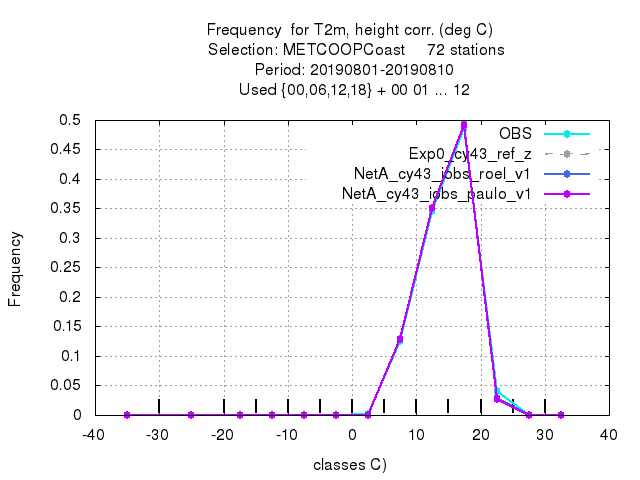 Frequency for T2m, height corr. (deg C)
Selection: METCOOPCoast 72 stations
Period: 20190801-20190810
Used {00,06,12,18} + 00 01 ... 12
OBS
Exp0_cy43_ref_z
NetA_cy43_iobs_roel_v1
NetA_cy43_iobs_paulo_v1
Frequency
0.5
0.45
0.4
0.35
0.3
0.25
0.2
0.15
0.1
0.05
0
-40 -30 -20 -10 0 10 20 30 40
classes C)